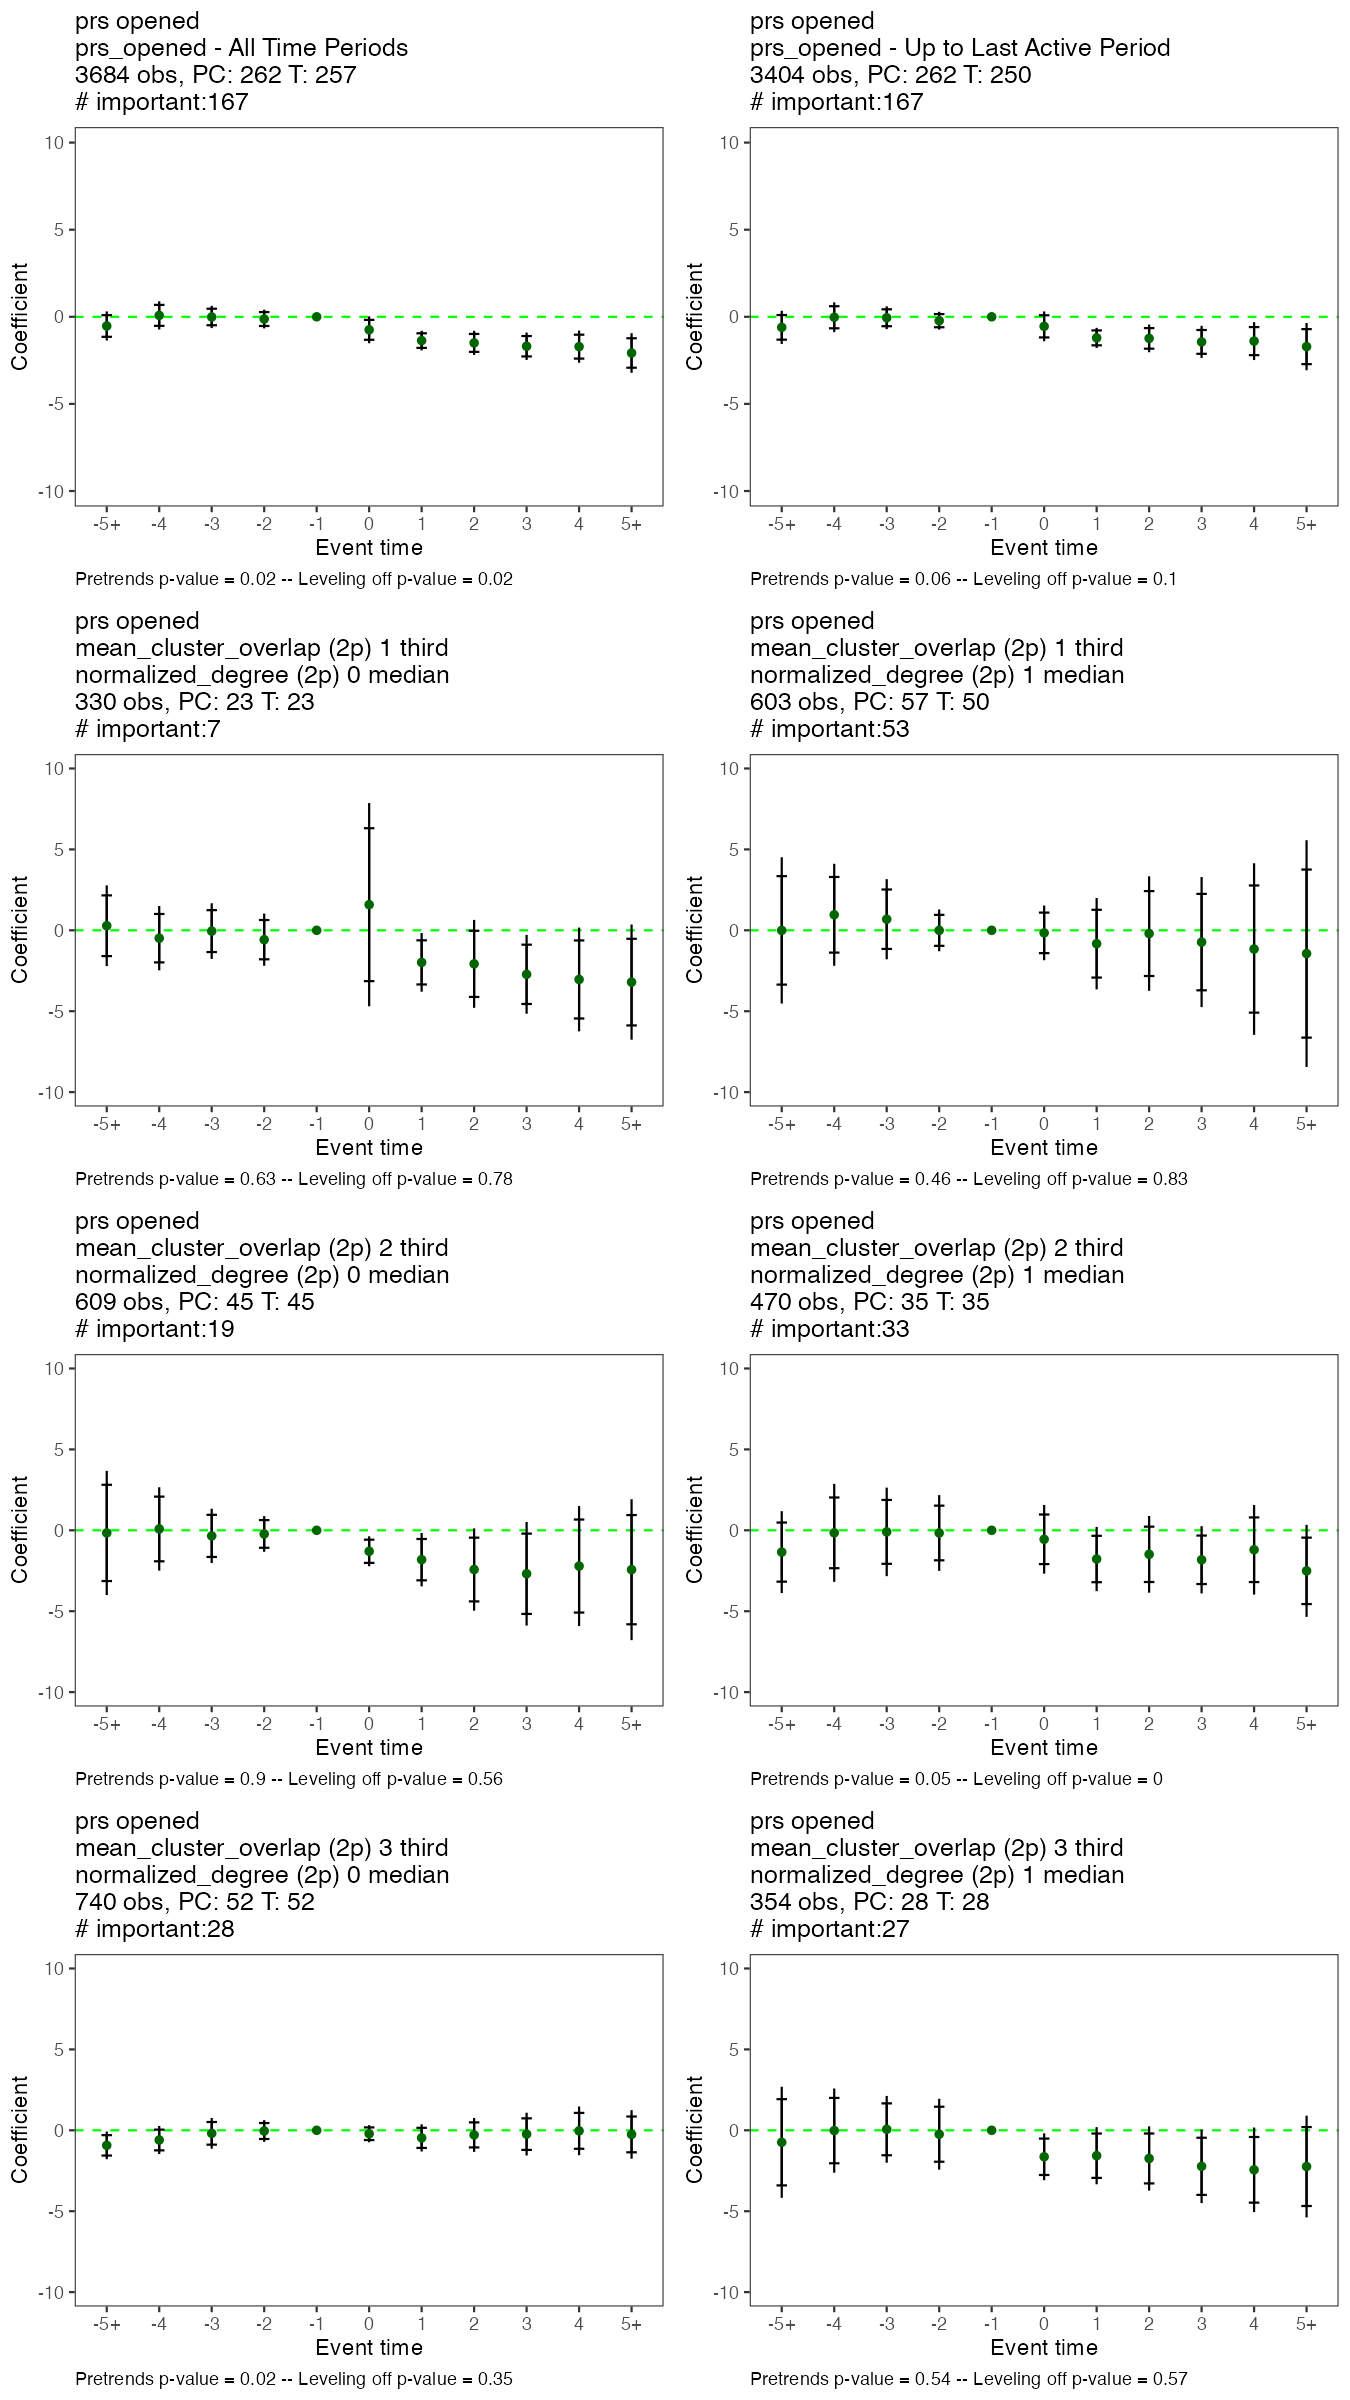 prs opened
prs_opened - All Time Periods
3684 obs, PC: 262 T: 257
# important:167
10
5
0
-5
-10
Coefficient
-5+ -4 -3 -2 -1 0 1 2 3 4 5+
Event time
Pretrends p-value = 0.02 -- Leveling off p-value = 0.02
prs opened
prs_opened - Up to Last Active Period
3404 obs, PC: 262 T: 250
# important:167
10
5
0
-5
-10
Coefficient
-5+ -4 -3 -2 -1 0 1 2 3 4 5+
Event time
Pretrends p-value = 0.06 -- Leveling off p-value = 0.1
prs opened
mean_cluster_overlap (2p) 1 third
normalized_degree (2p) 0 median
330 obs, PC: 23 T: 23
# important:7
10
5
0
-5
-10
Coefficient
-5+ -4 -3 -2 -1 0 1 2 3 4 5+
Event time
Pretrends p-value = 0.63 -- Leveling off p-value = 0.78
prs opened
mean_cluster_overlap (2p) 1 third
normalized_degree (2p) 1 median
603 obs, PC: 57 T: 50
# important:53
10
5
0
-5
-10
Coefficient
-5+ -4 -3 -2 -1 0 1 2 3 4 5+
Event time
Pretrends p-value = 0.46 -- Leveling off p-value = 0.83
prs opened
mean_cluster_overlap (2p) 2 third
normalized_degree (2p) 0 median
609 obs, PC: 45 T: 45
# important:19
10
5
0
-5
-10
Coefficient
-5+ -4 -3 -2 -1 0 1 2 3 4 5+
Event time
Pretrends p-value = 0.9 -- Leveling off p-value = 0.56
prs opened
mean_cluster_overlap (2p) 2 third
normalized_degree (2p) 1 median
470 obs, PC: 35 T: 35
# important:33
10
5
0
-5
-10
Coefficient
-5+ -4 -3 -2 -1 0 1 2 3 4 5+
Event time
Pretrends p-value = 0.05 -- Leveling off p-value = 0
prs opened
mean_cluster_overlap (2p) 3 third
normalized_degree (2p) 0 median
740 obs, PC: 52 T: 52
# important:28
10
5
0
-5
-10
Coefficient
-5+ -4 -3 -2 -1 0 1 2 3 4 5+
Event time
Pretrends p-value = 0.02 -- Leveling off p-value = 0.35
prs opened
mean_cluster_overlap (2p) 3 third
normalized_degree (2p) 1 median
354 obs, PC: 28 T: 28
# important:27
10
5
0
-5
-10
Coefficient
-5+ -4 -3 -2 -1 0 1 2 3 4 5+
Event time
Pretrends p-value = 0.54 -- Leveling off p-value = 0.57